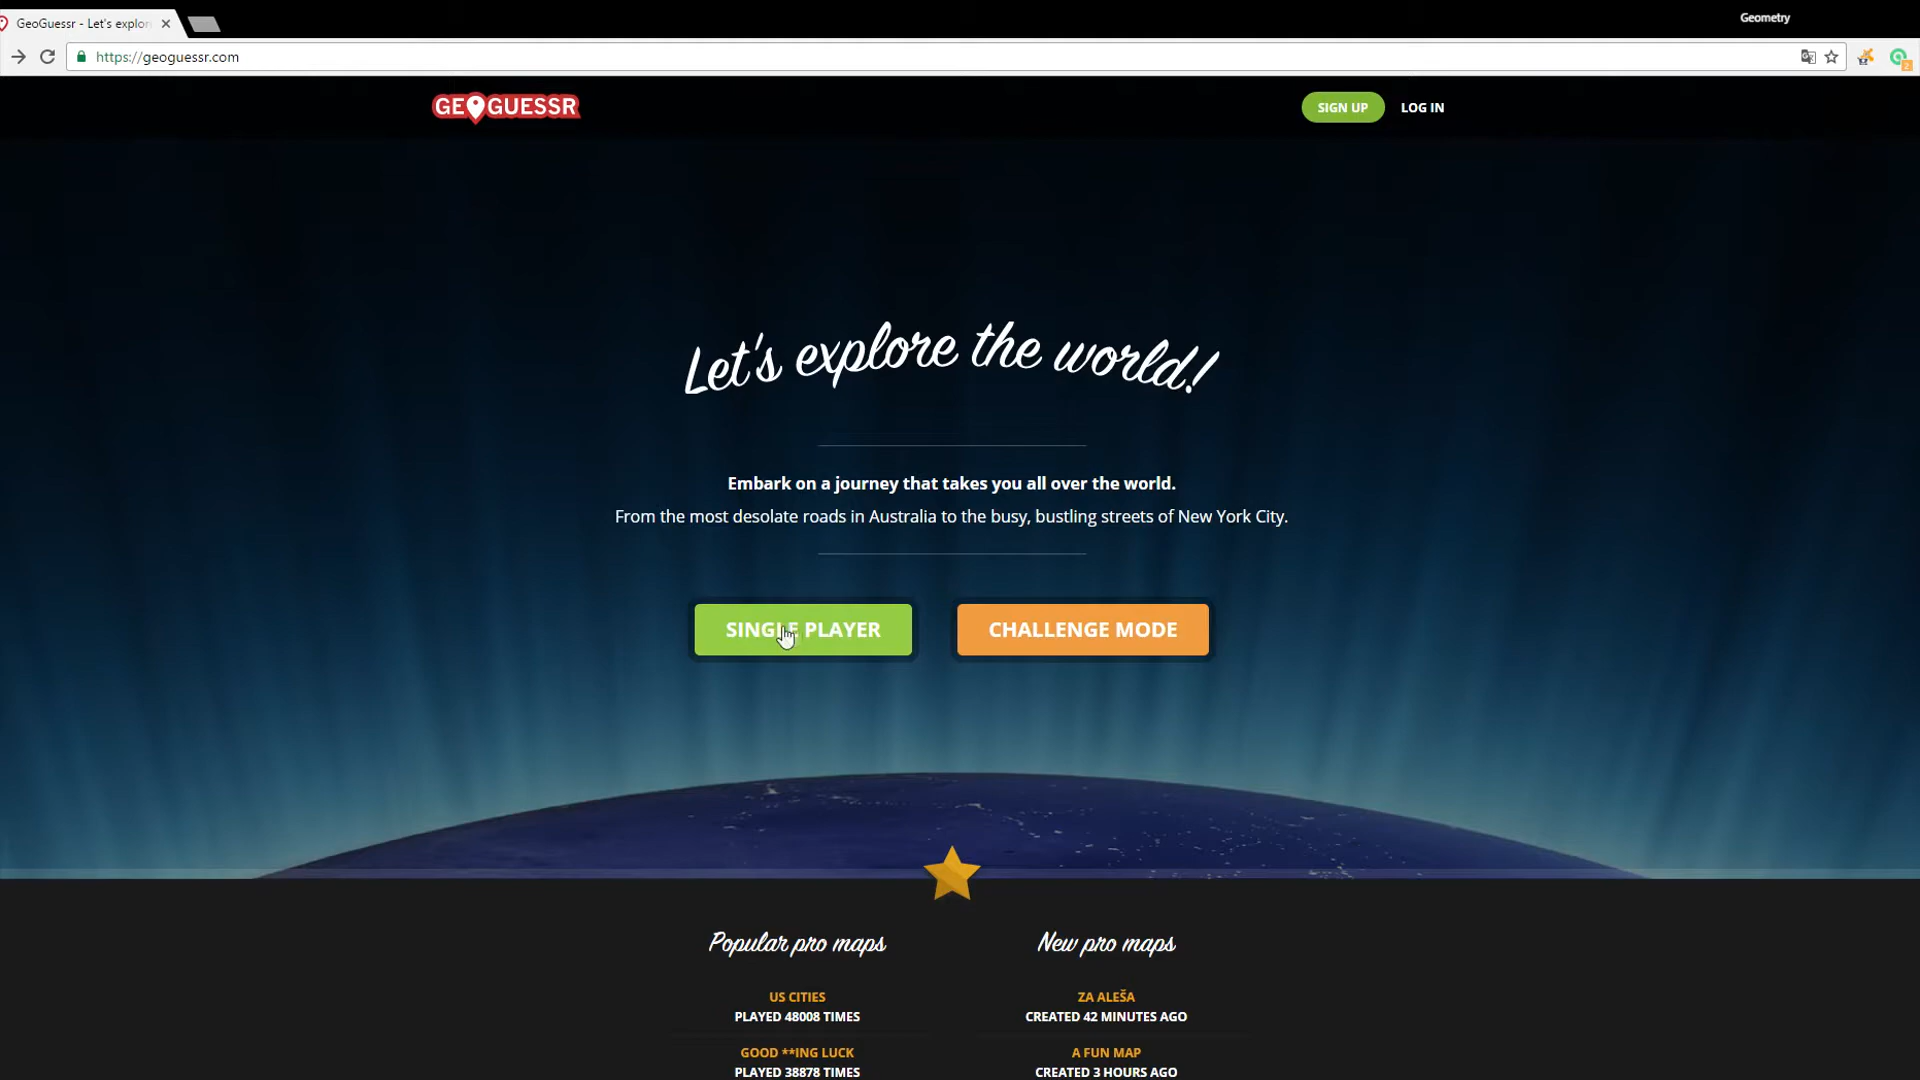 GeoGuessr - Let's explor
Geometry
https://geoguessr.com
GEOGUESSR
SIGN UP
LOG IN
Let's explore the world!
Embark on a journey that takes you all over the world.
From the most desolate roads in Australia to the busy, bustling streets of New York City.
SINGLE PLAYER
CHALLENGE MODE
Popular pro maps
New pro maps
US CITIES
PLAYED 48008 TIMES
ZA ALEŠA
CREATED 42 MINUTES AGO
GOOD **ING LUCK
PLAYED 38878 TIMES
A FUN MAP
CREATED 3 HOURS AGO